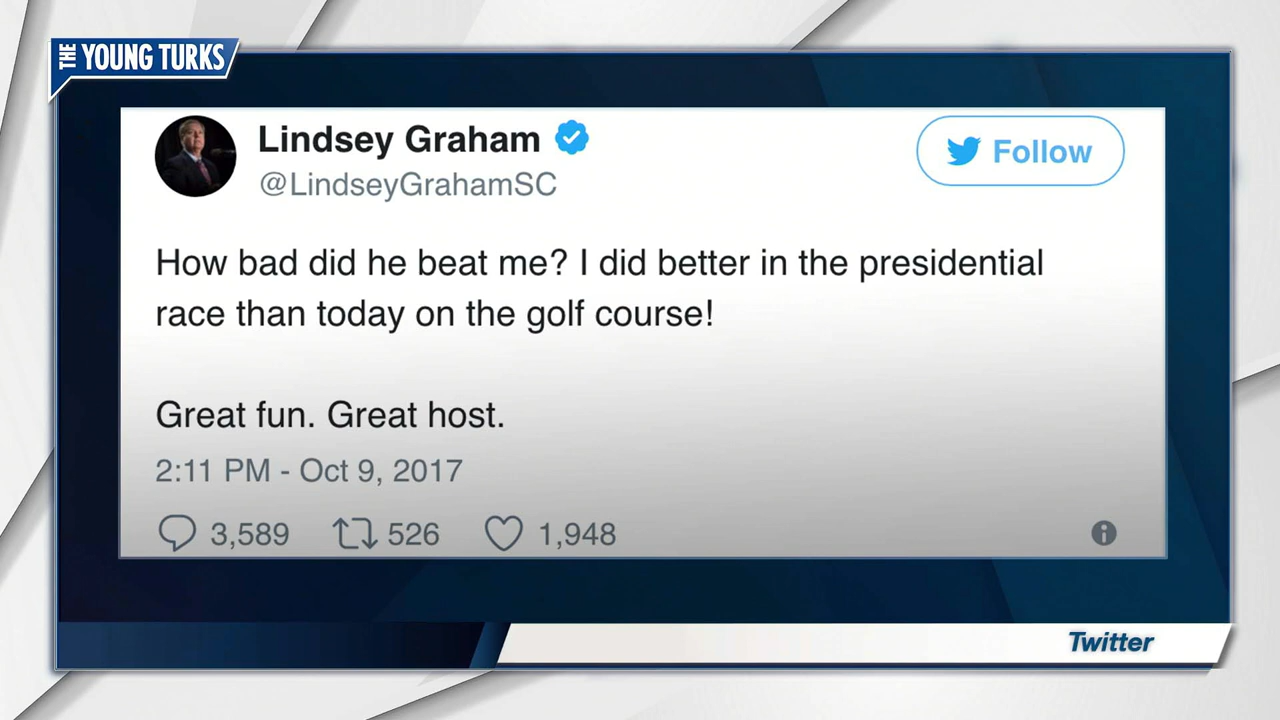 THE YOUNG TURKS
Lindsey Graham
@LindseyGrahamSC
Follow
How bad did he beat me? I did better in the presidential
race than today on the golf course!
Great fun. Great host.
2:11 PM - Oct 9, 2017
3,589 526 1,948
Twitter